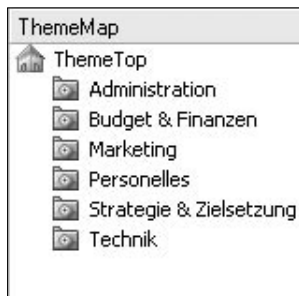 ThemeMap
ThemeTop
Administration
Budget & Finanzen
Marketing
Personelles
Strategie & Zielsetzung
Technik